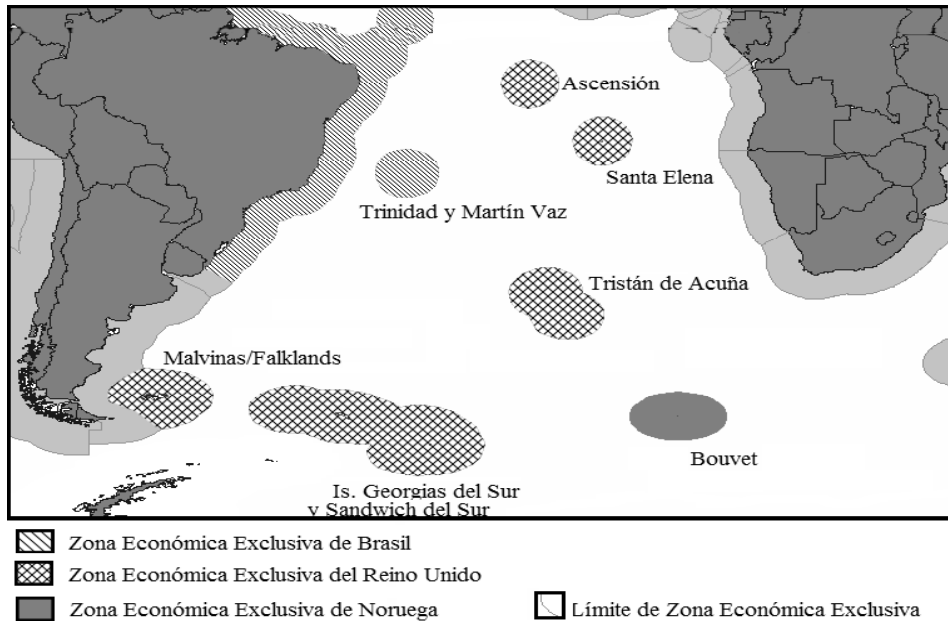 Ascensión
Santa Elena
Trinidad y Martín Vaz
Tristán de Acuña
Malvinas/Falklands
Bouvet
Is. Georgias del Sur
y Sandwich del Sur
Zona Económica Exclusiva de Brasil
Zona Económica Exclusiva del Reino Unido
Zona Económica Exclusiva de Noruega
Límite de Zona Económica Exclusiva